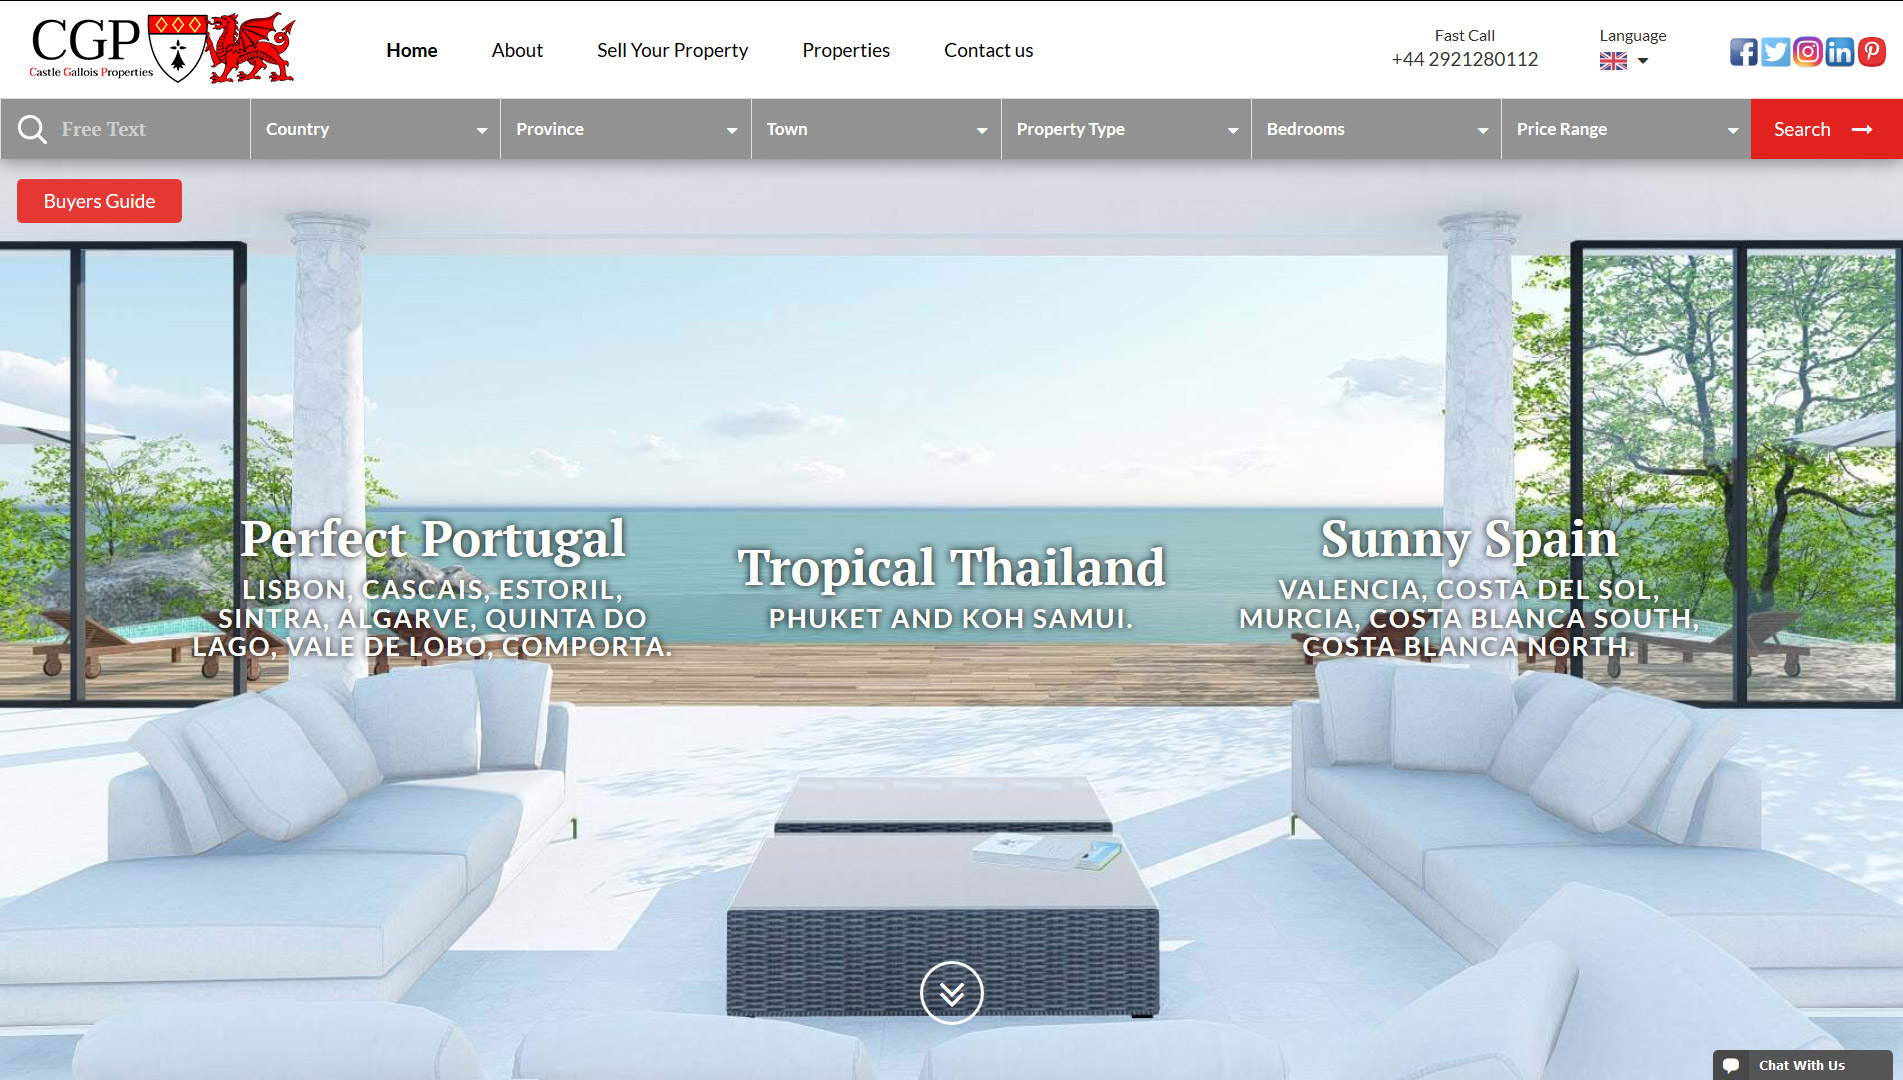 CGP
Castle Gallois Properties
Home
About
Sell Your Property
Properties
Contact us
Fast Call
+44 2921280112
Language
Free Text
Country
Province
Town
Property Type
Bedrooms
Price Range
Search
Buyers Guide
Perfect Portugal
LISBON, CASCAIS, ESTORIL,
SINTRA, ALGARVE, QUINTA DO
LAGO, VALE DE LOBO, COMPORTA.
Tropical Thailand
PHUKET AND KOH SAMUI.
Sunny Spain
VALENCIA, COSTA DEL SOL,
MURCIA, COSTA BLANCA SOUTH,
COSTA BLANCA NORTH.
Chat With Us